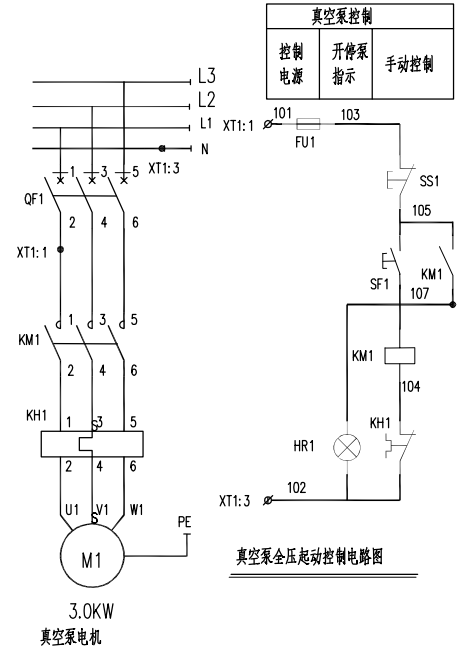 真空泵控制
控制电源
开停泵指示
手动控制
L3
L2
L1
N
XT1:3
1 3 5
QF1
2 4 6
XT1:1
1 3 5
KM1
2 4 6
KH1
1 3 5
2 4 6
U1 V1 W1
PE
M1
3.0KW
真空泵电机
XT1:1
101
103
FU1
SS1
105
SF1
KM1
107
KM1
104
HR1
KH1
XT1:3
102
真空泵全压起动控制电路图